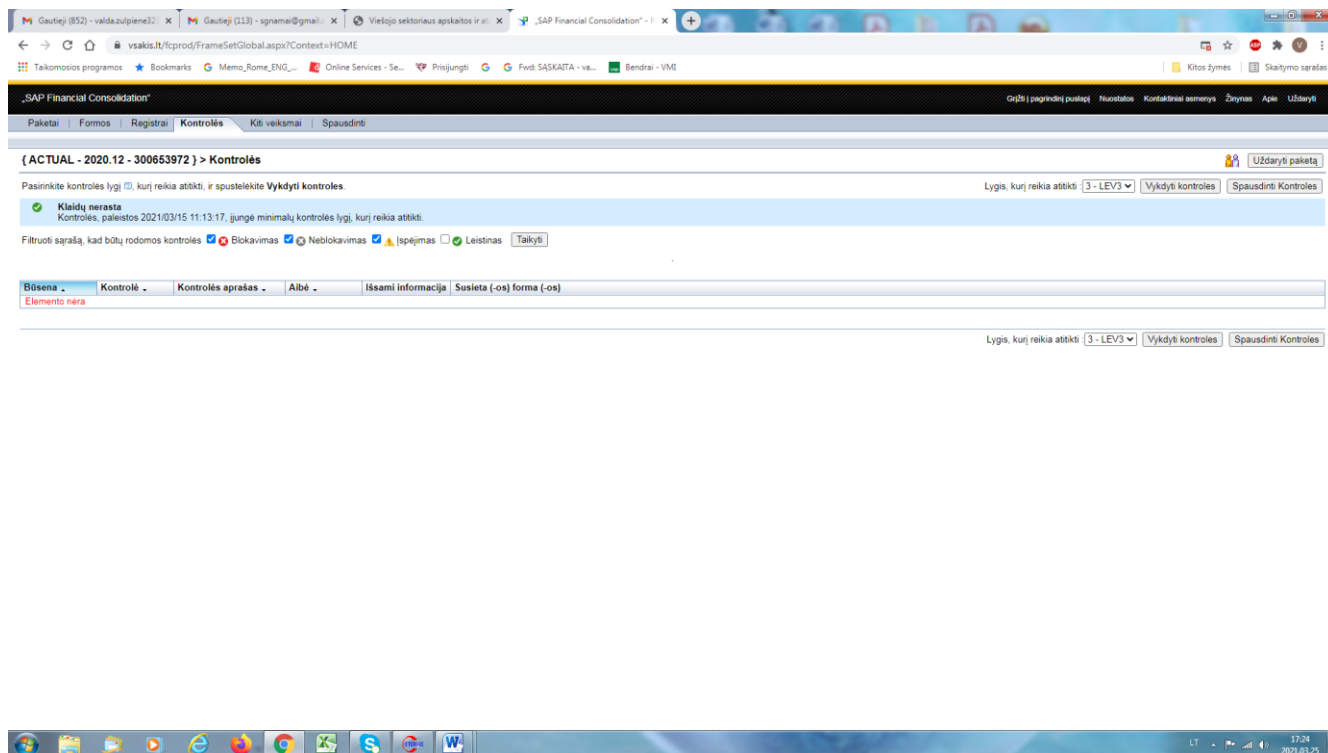 Gautieji (852) - valda.zulpiene32 Gautieji (113) - sgnamai@gmail. Viešojo sektoriaus apskaitos ir at „SAP Financial Consolidation" - F
vsakis.lt/fcprod/FrameSetGlobal.aspx?Context=HOME
Taikomosios programos Bookmarks Memo_Rome_ENG_... Online Services - Se... Prisijungti Fwd: SĄSKAITA - va... Bendrai - VMI Kitos žymės Skaitymo sąrašas
„SAP Financial Consolidation" Grįžti į pagrindinį puslapį Nuostatos Kontaktiniai asmenys Žinynas Apie Uždaryti
Paketai | Formos | Registrai Kontrolės Kiti veiksmai | Spausdinti
{ ACTUAL - 2020.12 - 300653972 } > Kontrolės Uždaryti paketą
Pasirinkite kontrolės lygį, kurį reikia atitikti, ir spustelėkite Vykdyti kontroles. Lygis, kurį reikia atitikti : 3 - LEV3 Vykdyti kontroles Spausdinti Kontroles
Klaidų nerasta
Kontrolės, paleistos 2021/03/15 11:13:17, įjungė minimalų kontrolės lygį, kurį reikia atitikti.
Filtruoti sąrašą, kad būtų rodomos kontrolės Blokavimas Neblokavimas Įspėjimas Leistinas Taikyti
Būsena Kontrolė Kontrolės aprašas Aibė Išsami informacija Susieta (-os) forma (-os)
Elemento nėra
Lygis, kurį reikia atitikti : 3 - LEV3 Vykdyti kontroles Spausdinti Kontroles
LT 17:24
2021.03.25